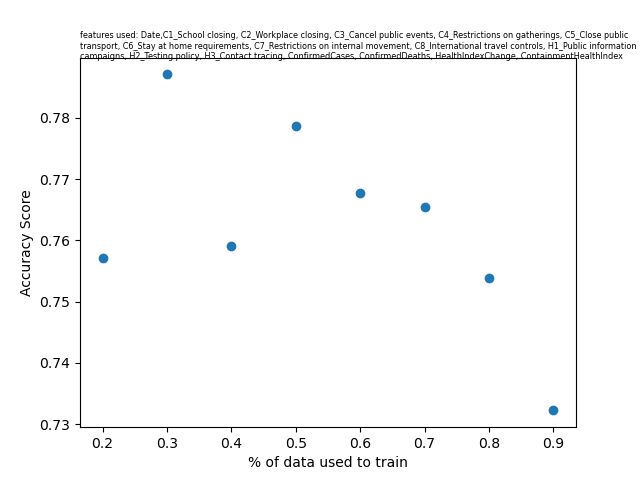 features used: Date,C1_School closing, C2_Workplace closing, C3_Cancel public events, C4_Restrictions on gatherings, C5_Close public
transport, C6_Stay at home requirements, C7_Restrictions on internal movement, C8_International travel controls, H1_Public information
campaigns, H2_Testing policy, H3_Contact tracing, ConfirmedCases, ConfirmedDeaths, HealthIndexChange, ContainmentHealthIndex
0.78
0.77
0.76
0.75
0.74
0.73
Accuracy Score
0.2 0.3 0.4 0.5 0.6 0.7 0.8 0.9
% of data used to train